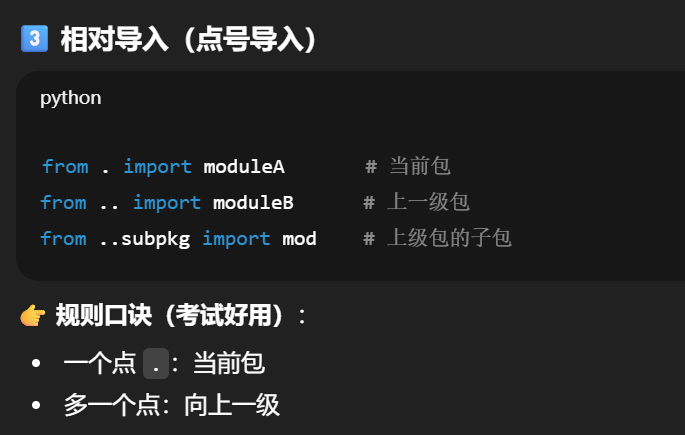 3 相对导入（点号导入）
python
from . import moduleA # 当前包
from .. import moduleB # 上一级包
from ..subpkg import mod # 上级包的子包
👉 规则口诀（考试好用）：
• 一个点 .：当前包
• 多一个点：向上一级